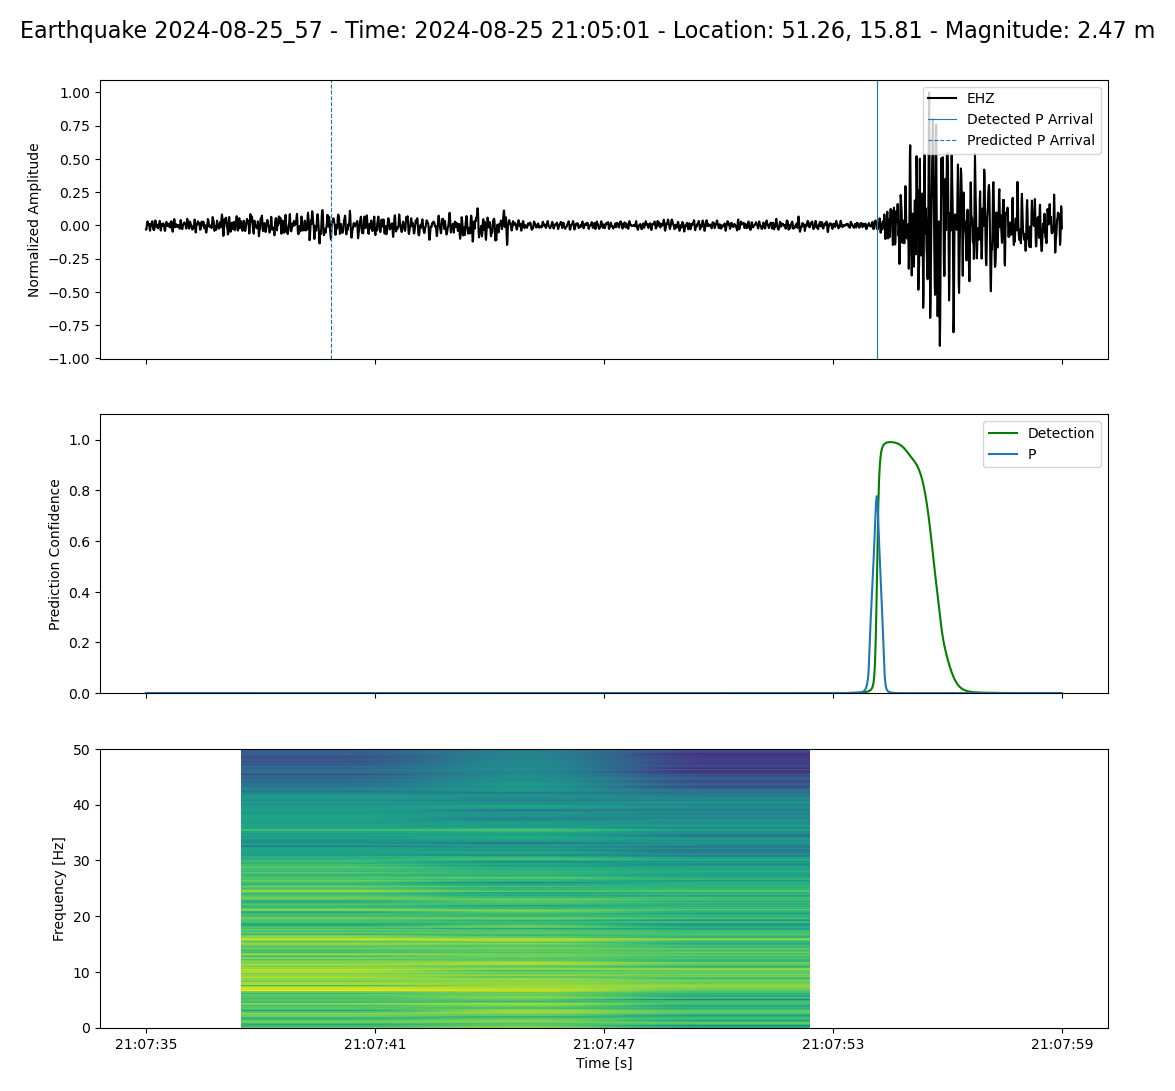 Earthquake 2024-08-25_57 - Time: 2024-08-25 21:05:01 - Location: 51.26, 15.81 - Magnitude: 2.47 m
EHZ
Detected P Arrival
Predicted P Arrival
1.00
0.75
0.50
0.25
0.00
−0.25
−0.50
−0.75
−1.00
Normalized Amplitude
Detection
P
1.0
0.8
0.6
0.4
0.2
0.0
Prediction Confidence
50
40
30
20
10
0
Frequency [Hz]
21:07:35 21:07:41 21:07:47 21:07:53 21:07:59
Time [s]